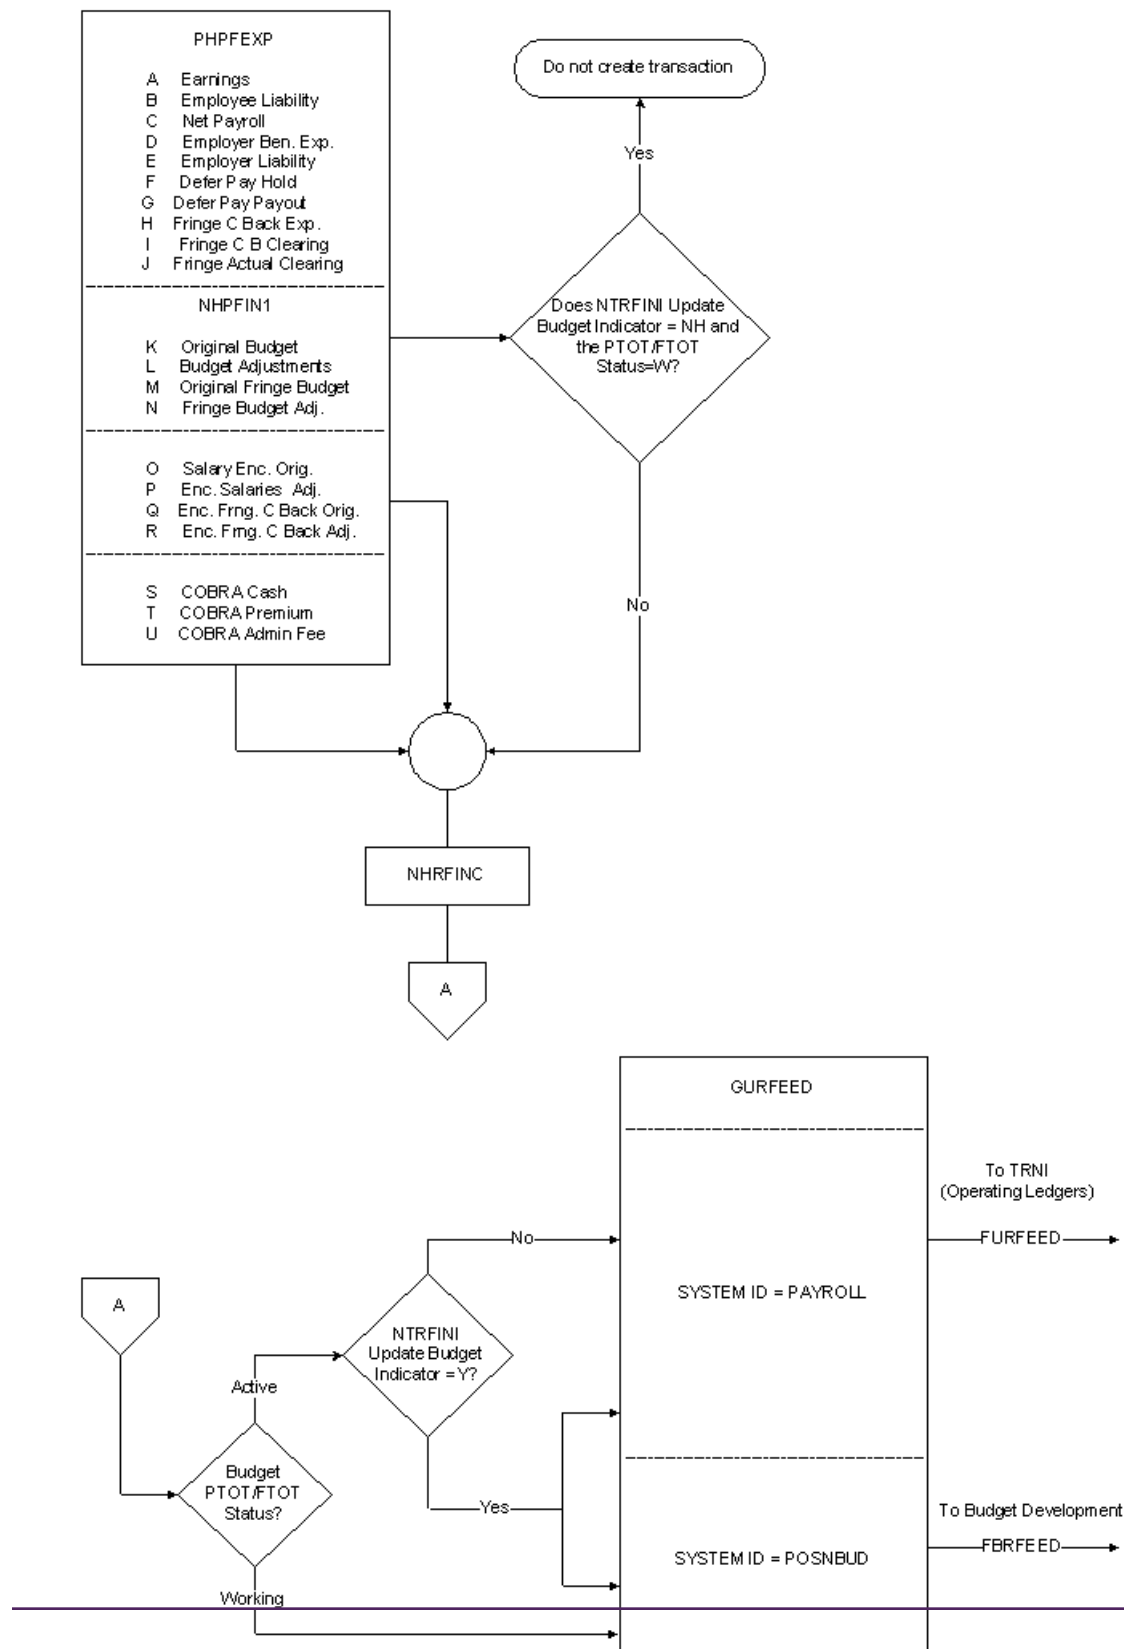 PHPFEXP
A Earnings
B Employee Liability
C Net Payroll
D Employer Ben. Exp.
E Employer Liability
F Defer Pay Hold
G Defer Pay Payout
H Fringe C Back Exp.
I Fringe C B Clearing
J Fringe Actual Clearing
NHPFIN1
K Original Budget
L Budget Adjustments
M Original Fringe Budget
N Fringe Budget Adj.
O Salary Enc. Orig.
P Enc. Salaries Adj.
Q Enc. Frng. C Back Orig.
R Enc. Frng. C Back Adj.
S COBRA Cash
T COBRA Premium
U COBRA Admin Fee
Do not create transaction
Yes
Does NTRFINI Update
Budget Indicator = NH and
the PTOT/FTOT
Status=W?
No
NHRFINC
A
GURFEED
To TRNI
(Operating Ledgers)
No
FURFEED
SYSTEM ID = PAYROLL
A
NTRFINI
Update Budget
Indicator = Y?
Active
Budget
PTOT/FTOT
Status?
Yes
To Budget Development
FBRFEED
SYSTEM ID = POSNBUD
Working